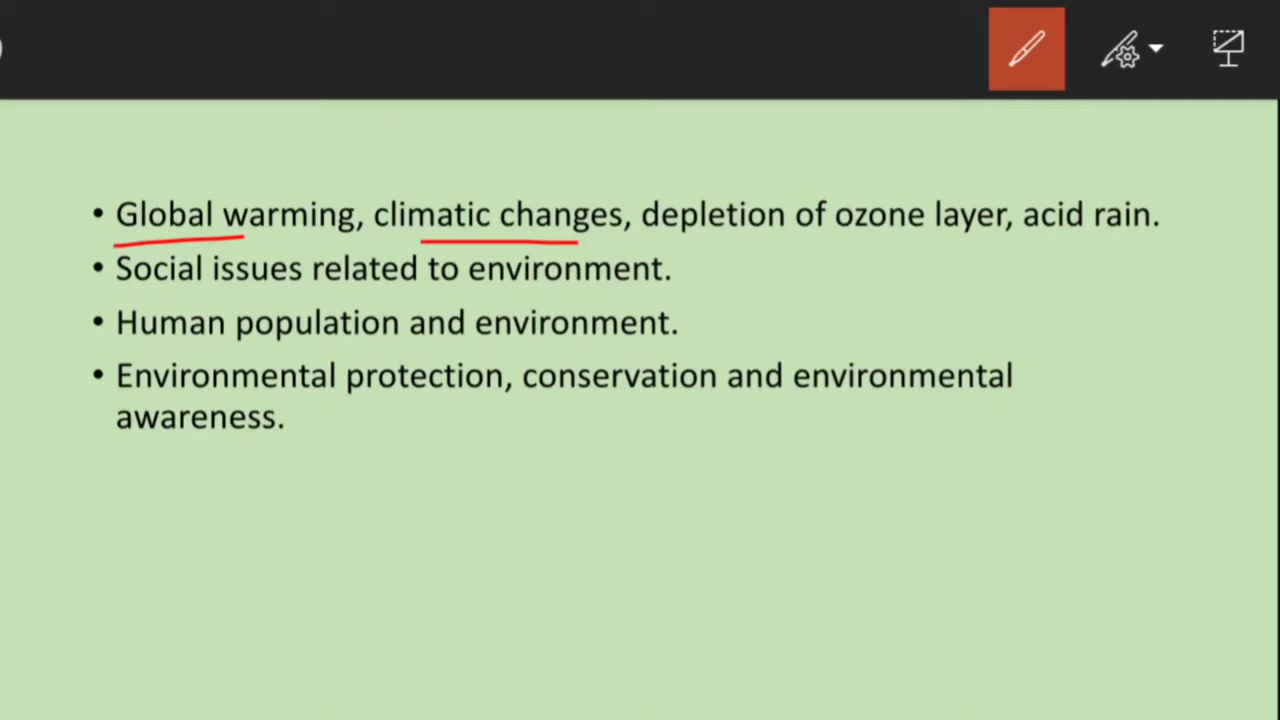 • Global warming, climatic changes, depletion of ozone layer, acid rain.
• Social issues related to environment.
• Human population and environment.
• Environmental protection, conservation and environmental
awareness.